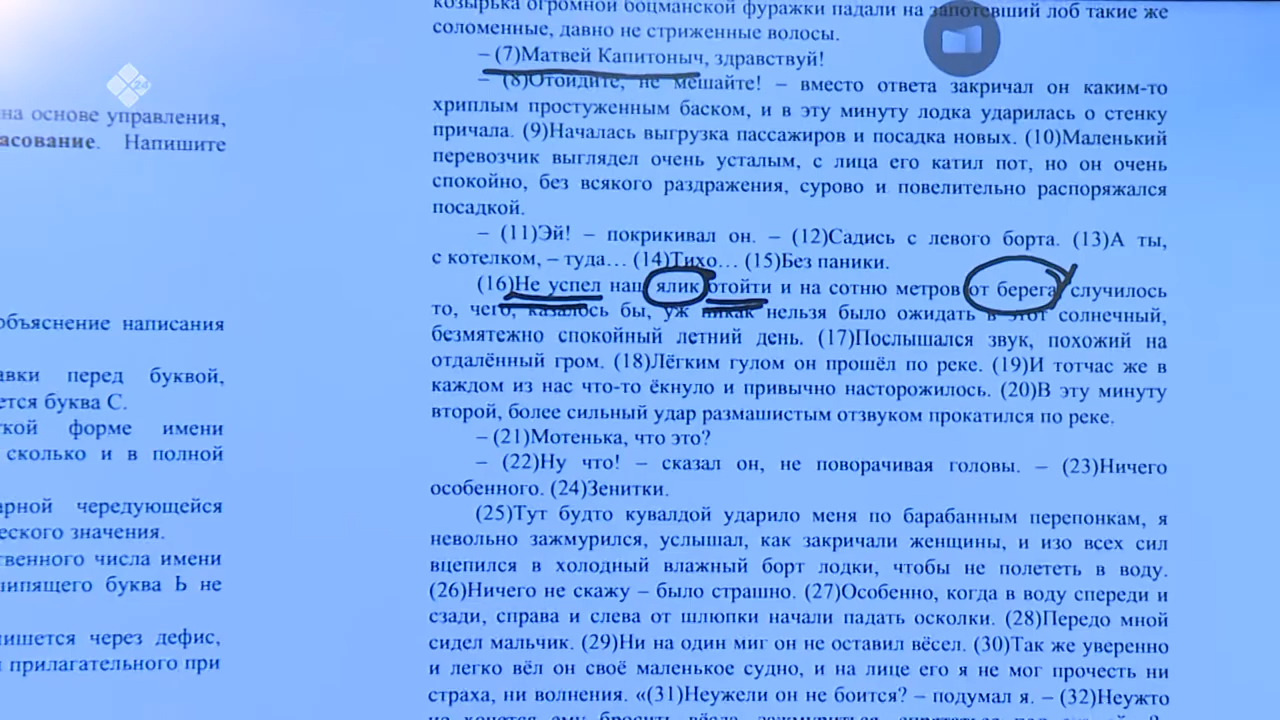 на основе управления,
асование. Напишите
объяснение написания
авки перед буквой,
ется буква С.
ткой форме имени
сколько и в полной
арной чередующейся
еского значения.
твенного числа имени
шипящего буква Ь не
ишется через дефис,
прилагательного при
козырька огромной боцманской фуражки падали на запотевший лоб такие же
соломенные, давно не стриженные волосы.
– (7)Матвей Капитоныч, здравствуй!
– (8)Отойдите, не мешайте! – вместо ответа закричал он каким-то
хриплым простуженным баском, и в эту минуту лодка ударилась о стенку
причала. (9)Началась выгрузка пассажиров и посадка новых. (10)Маленький
перевозчик выглядел очень усталым, с лица его катил пот, но он очень
спокойно, без всякого раздражения, сурово и повелительно распоряжался
посадкой.
– (11)Эй! – покрикивал он. – (12)Садись с левого борта. (13)А ты,
с котелком, – туда… (14)Тихо… (15)Без паники.
(16)Не успел наш ялик отойти и на сотню метров от берега, случилось
то, чего, казалось бы, уж никак нельзя было ожидать в этот солнечный,
безмятежно спокойный летний день. (17)Послышался звук, похожий на
отдалённый гром. (18)Лёгким гулом он прошёл по реке. (19)И тотчас же в
каждом из нас что-то ёкнуло и привычно насторожилось. (20)В эту минуту
второй, более сильный удар размашистым отзвуком прокатился по реке.
– (21)Мотенька, что это?
– (22)Ну что! – сказал он, не поворачивая головы. – (23)Ничего
особенного. (24)Зенитки.
(25)Тут будто кувалдой ударило меня по барабанным перепонкам, я
невольно зажмурился, услышал, как закричали женщины, и изо всех сил
вцепился в холодный влажный борт лодки, чтобы не полететь в воду.
(26)Ничего не скажу – было страшно. (27)Особенно, когда в воду спереди и
сзади, справа и слева от шлюпки начали падать осколки. (28)Передо мной
сидел мальчик. (29)Ни на один миг он не оставил вёсел. (30)Так же уверенно
и легко вёл он своё маленькое судно, и на лице его я не мог прочесть ни
страха, ни волнения. «(31)Неужели он не боится? – подумал я. – (32)Неужто